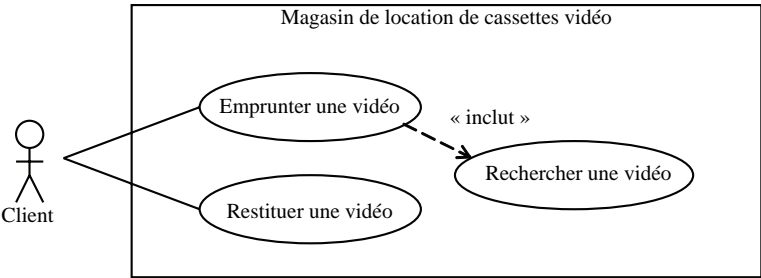 Magasin de location de cassettes vidéo
Emprunter une vidéo
« inclut »
Rechercher une vidéo
Restituer une vidéo
Client